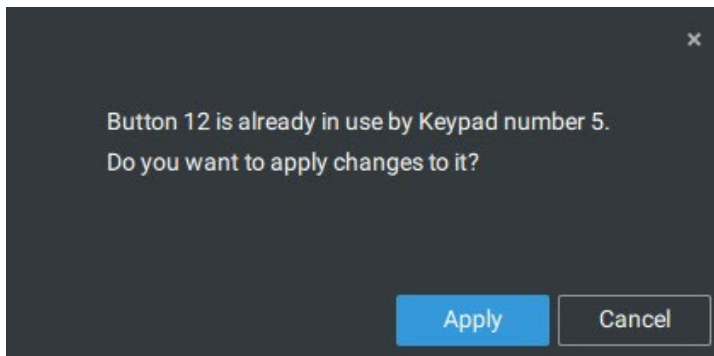 Button 12 is already in use by Keypad number 5.
Do you want to apply changes to it?
Apply
Cancel